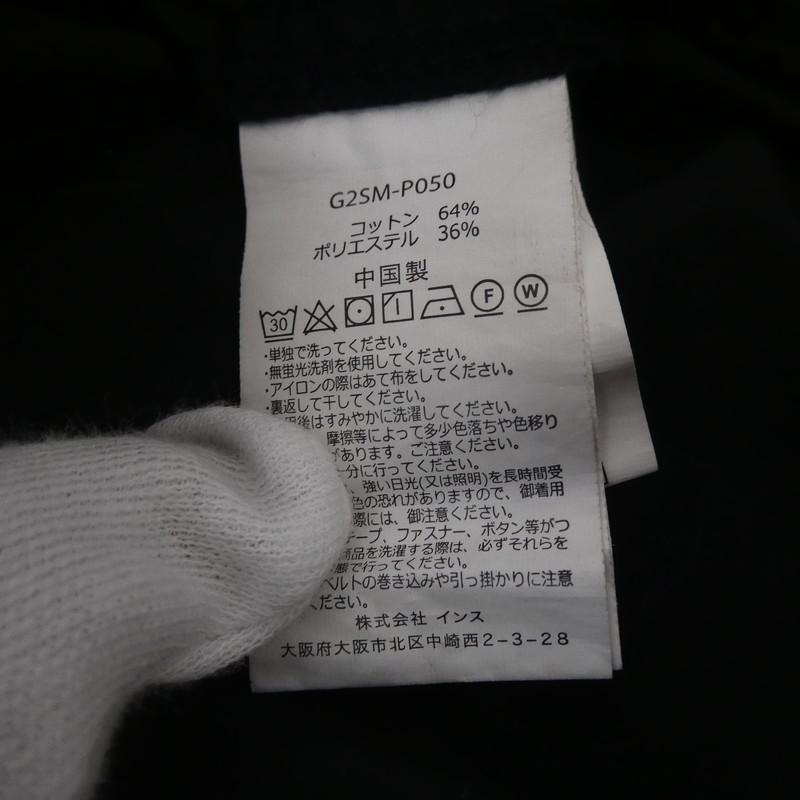 G2SM-P050
コットン 64%
ポリエステル 36%
中国製
30 F W
・単独で洗ってください。
・無蛍光洗剤を使用してください。
・アイロンの際はあて布をしてください。
・裏返して干してください。
後はすみやかに洗濯してください。
摩擦等によって多少色落ちや色移り
があります。ご注意ください。
分に行ってください。
、強い日光(又は照明)を長時間受
色の恐れがありますので、御着用
際には、御注意ください。
テープ、ファスナー、ボタン等がつ
商品を洗濯する際は、必ずそれらを
態で行ってください。
ベルトの巻き込みや引っ掛かりに注意
ください。
株式会社 インス
大阪府大阪市北区中崎西2-3-28